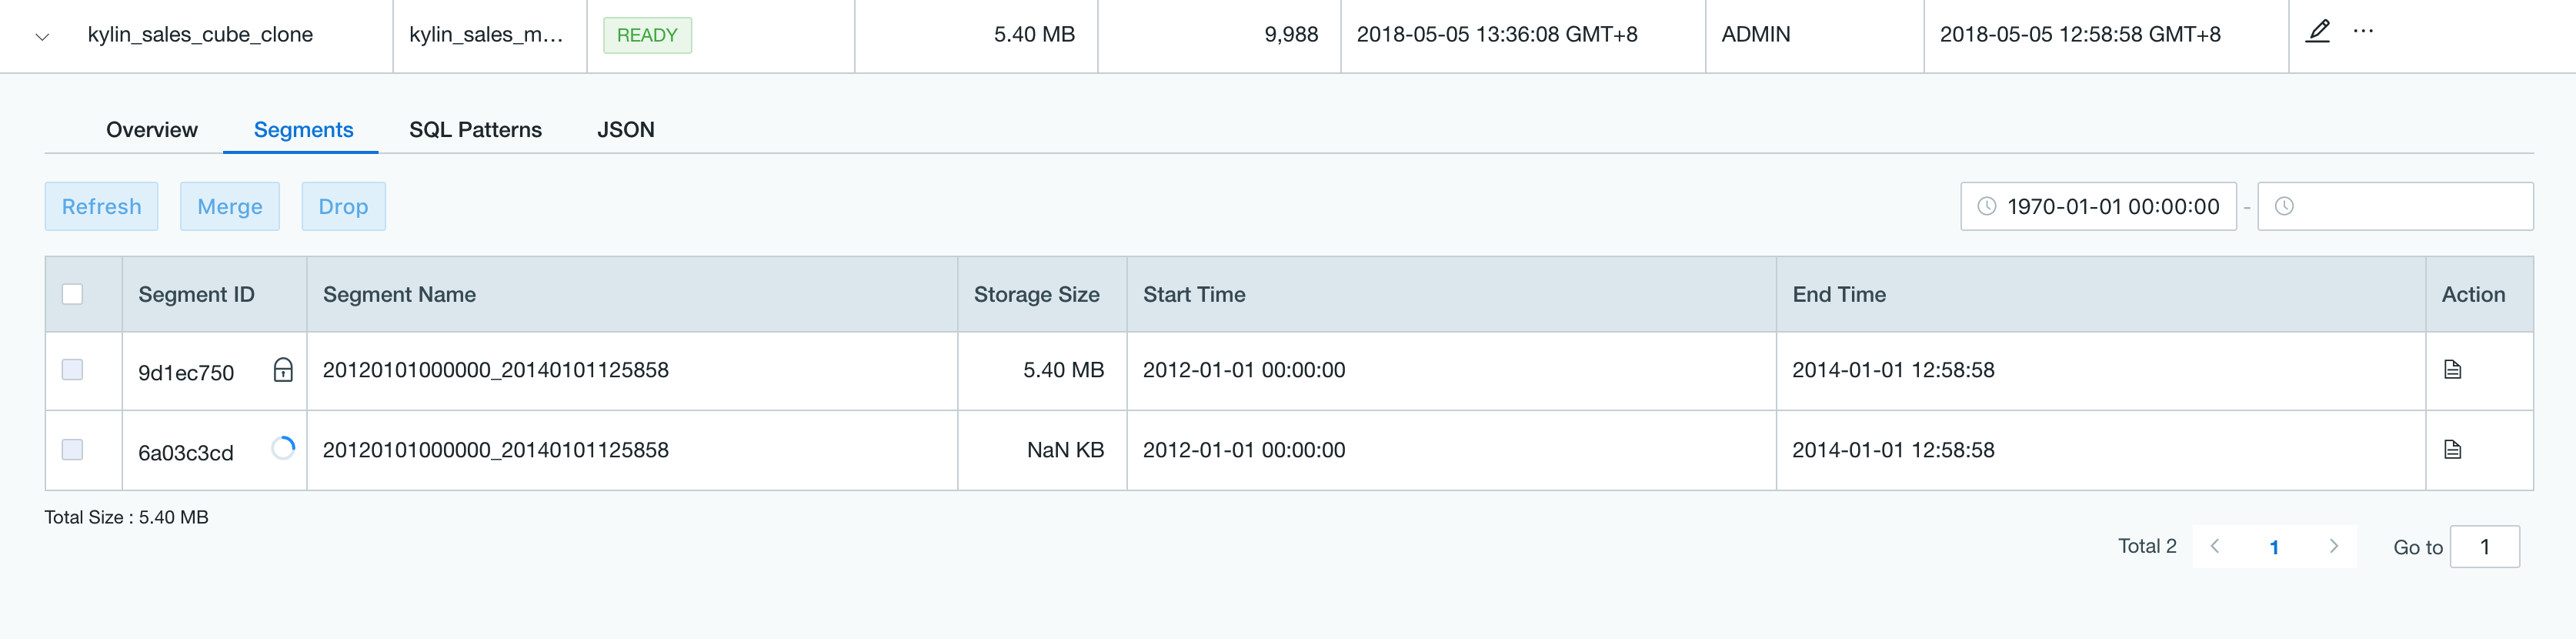 kylin_sales_cube_clone kylin_sales_m... READY 5.40 MB 9,988 2018-05-05 13:36:08 GMT+8 ADMIN 2018-05-05 12:58:58 GMT+8 ...
Overview Segments SQL Patterns JSON
Refresh Merge Drop 1970-01-01 00:00:00 -
Segment ID Segment Name Storage Size Start Time End Time Action
9d1ec750 20120101000000_20140101125858 5.40 MB 2012-01-01 00:00:00 2014-01-01 12:58:58
6a03c3cd 20120101000000_20140101125858 NaN KB 2012-01-01 00:00:00 2014-01-01 12:58:58
Total Size : 5.40 MB
Total 2 < 1 > Go to 1